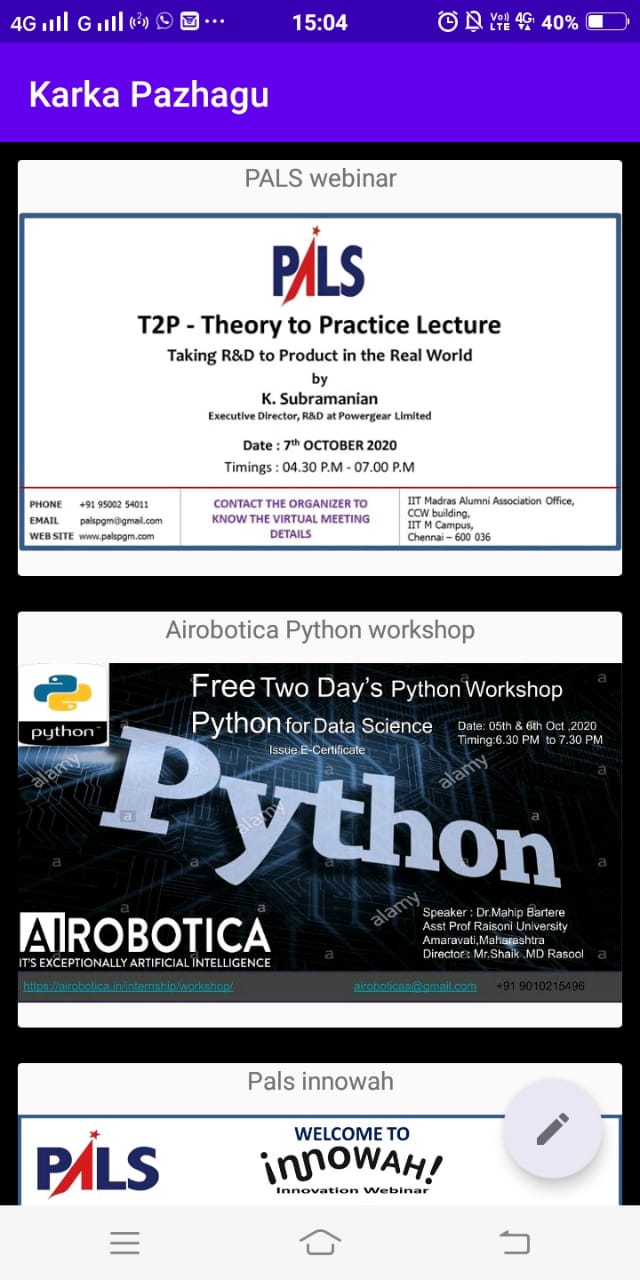 4G G 15:04 Vo)) LTE 4G 40%
Karka Pazhagu
PALS webinar
PALS
T2P - Theory to Practice Lecture
Taking R&D to Product in the Real World
by
K. Subramanian
Executive Director, R&D at Powergear Limited
Date : 7th OCTOBER 2020
Timings : 04.30 P.M - 07.00 P.M
PHONE +91 95002 54011
EMAIL palspgm@gmail.com
WEB SITE www.palspgm.com
CONTACT THE ORGANIZER TO
KNOW THE VIRTUAL MEETING
DETAILS
IIT Madras Alumni Association Office,
CCW building,
IIT M Campus,
Chennai – 600 036
Airobotica Python workshop
python™
Free Two Day's Python Workshop
Python for Data Science
Issue E-Certificate
Date: 05th & 6th Oct ,2020
Timing:6.30 PM to 7.30 PM
Python
alamy
alamy
alamy
alamy
a
a
a
a
a
a
a
a
a
a
a
a
a
AIROBOTICA
IT'S EXCEPTIONALLY ARTIFICIAL INTELLIGENCE
Speaker : Dr.Mahip Bartere
Asst Prof Raisoni University
Amaravati,Maharashtra
Director: Mr.Shaik .MD Rasool
https://airobotica.in/internship/workshop/ airoboticaa@gmail.com +91 9010215496
Pals innowah
PALS
WELCOME TO
innOWAH!
Innovation Webinar